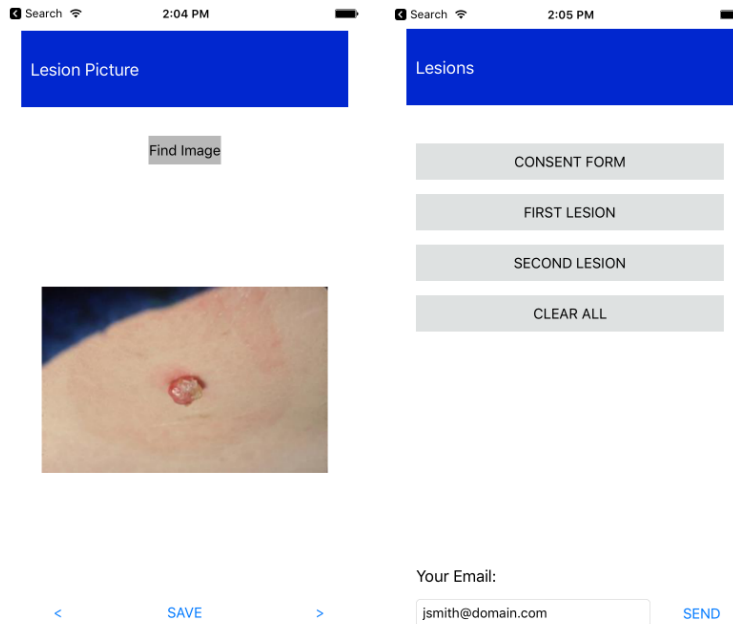 Search 2:04 PM
Lesion Picture
Find Image
< SAVE >
Search 2:05 PM
Lesions
CONSENT FORM
FIRST LESION
SECOND LESION
CLEAR ALL
Your Email:
jsmith@domain.com SEND